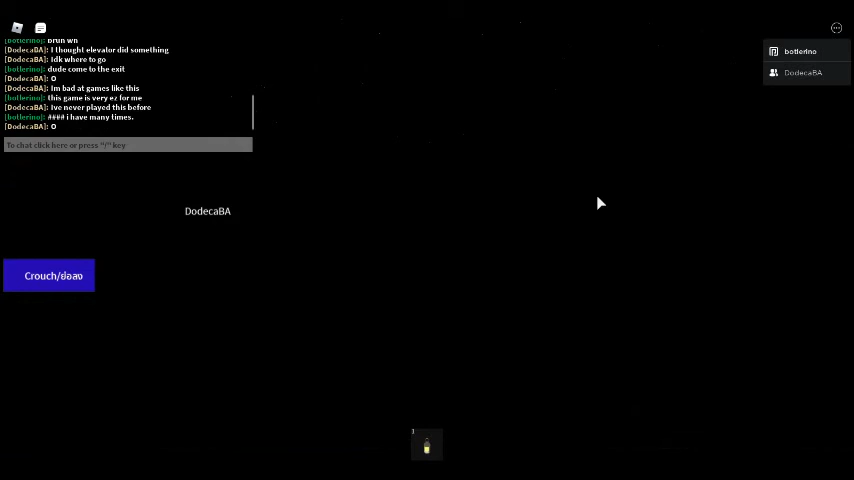 [botlerino]: bruh wh
[DodecaBA]: I thought elevator did something
[DodecaBA]: Idk where to go
[botlerino]: dude come to the exit
[DodecaBA]: O
[DodecaBA]: Im bad at games like this
[botlerino]: this game is very ez for me
[DodecaBA]: Ive never played this before
[botlerino]: #### i have many times.
[DodecaBA]: O
To chat click here or press "/" key
botlerino
DodecaBA
DodecaBA
Crouch/ย่อลง
1